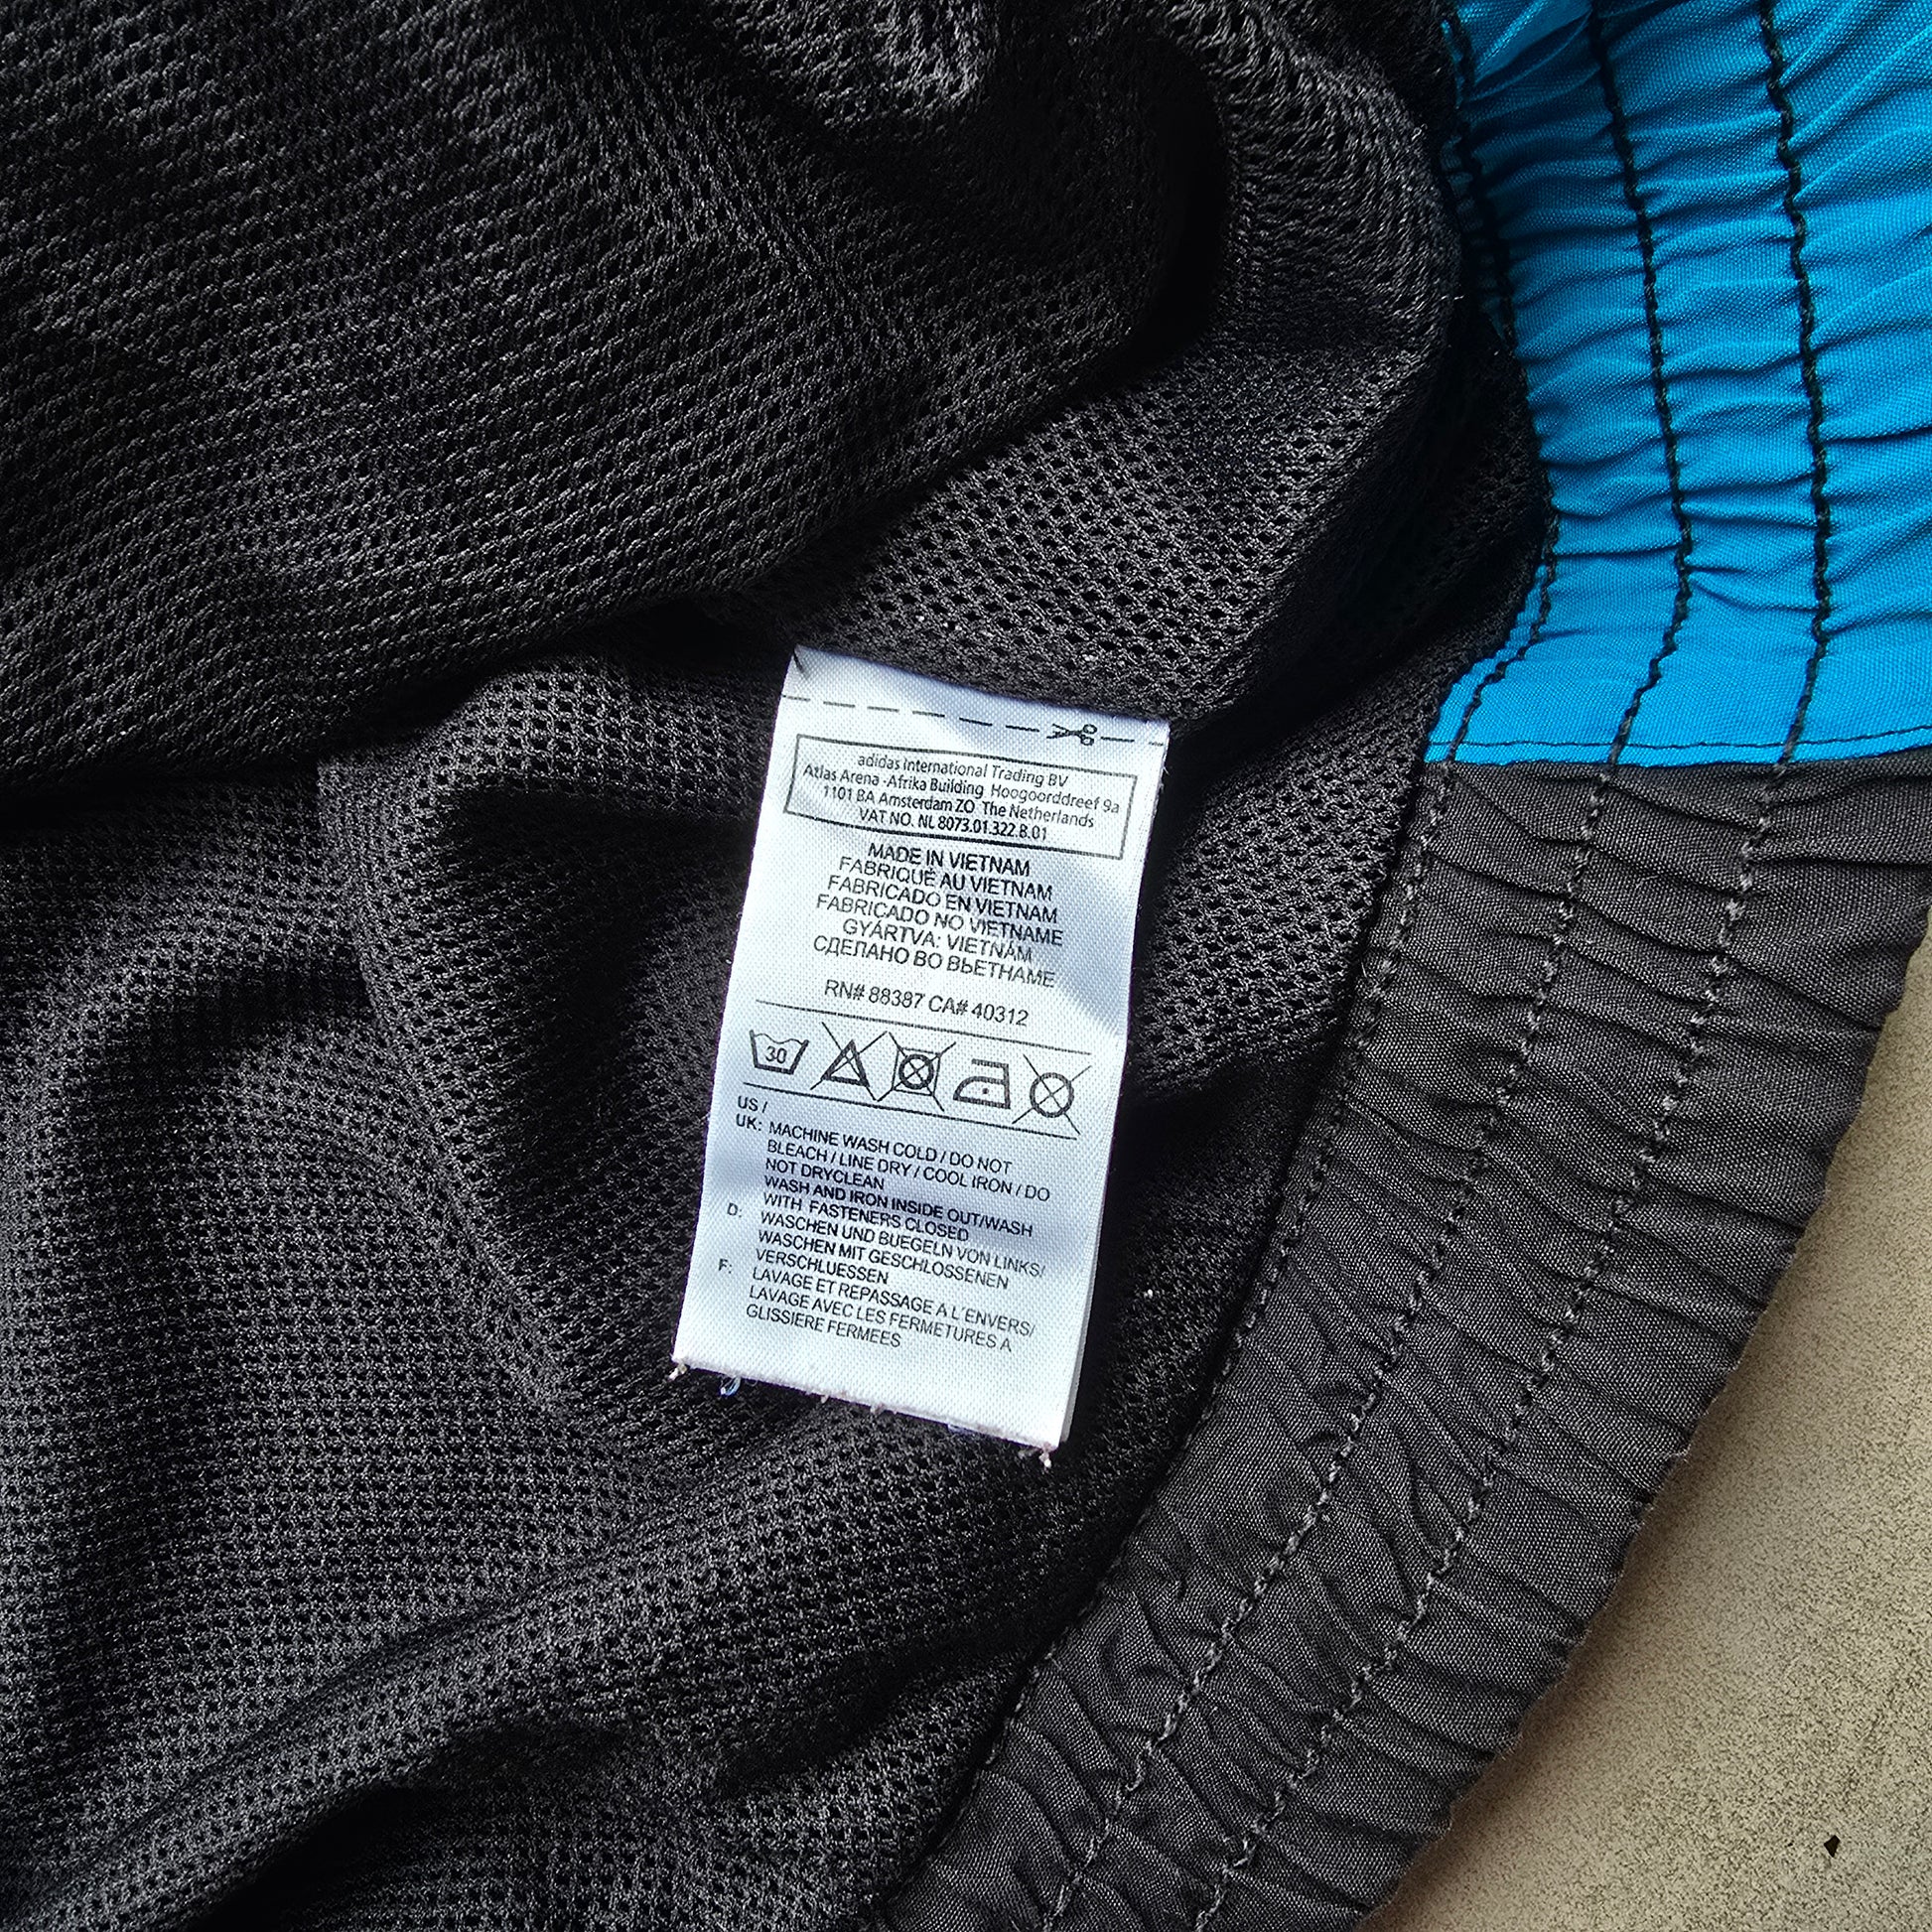 adidas International Trading BV
Atlas Arena -Afrika Building Hoogoorddreef 9a
1101 BA Amsterdam ZO The Netherlands
VAT NO. NL 8073.01.322.B.01
MADE IN VIETNAM
FABRIQUÉ AU VIETNAM
FABRICADO EN VIETNAM
FABRICADO NO VIETNAME
GYÁRTVA: VIETNÁM
СДЕЛАНО ВО ВЬЕТНАМЕ
RN# 88387 CA# 40312
30
US /
UK: MACHINE WASH COLD / DO NOT
BLEACH / LINE DRY / COOL IRON / DO
NOT DRYCLEAN
WASH AND IRON INSIDE OUT/WASH
WITH FASTENERS CLOSED
D: WASCHEN UND BUEGELN VON LINKS/
WASCHEN MIT GESCHLOSSENEN
VERSCHLUESSEN
F: LAVAGE ET REPASSAGE A L'ENVERS/
LAVAGE AVEC LES FERMETURES A
GLISSIERE FERMEES